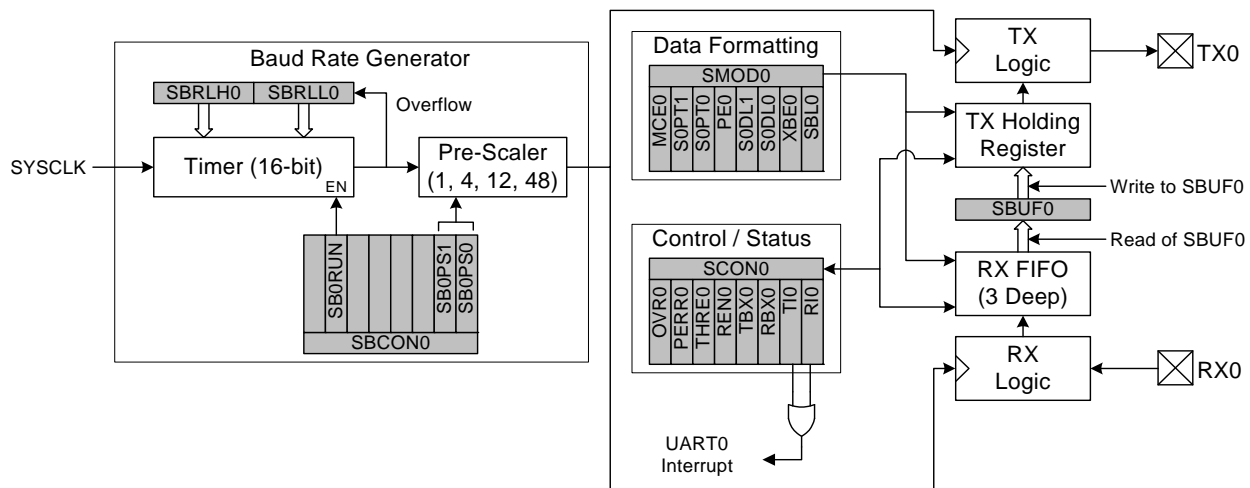 Baud Rate Generator
SBRLH0 SBRLL0
Overflow
SYSCLK
Timer (16-bit)
EN
Pre-Scaler
(1, 4, 12, 48)
SB0RUN
SB0PS1
SB0PS0
SBCON0
Data Formatting
SMOD0
MCE0
S0PT1
S0PT0
PE0
S0DL1
S0DL0
XBE0
SBL0
Control / Status
SCON0
OVR0
PERR0
THRE0
REN0
TBX0
RBX0
TI0
RI0
UART0
Interrupt
TX
Logic
TX0
TX Holding
Register
Write to SBUF0
SBUF0
Read of SBUF0
RX FIFO
(3 Deep)
RX
Logic
RX0